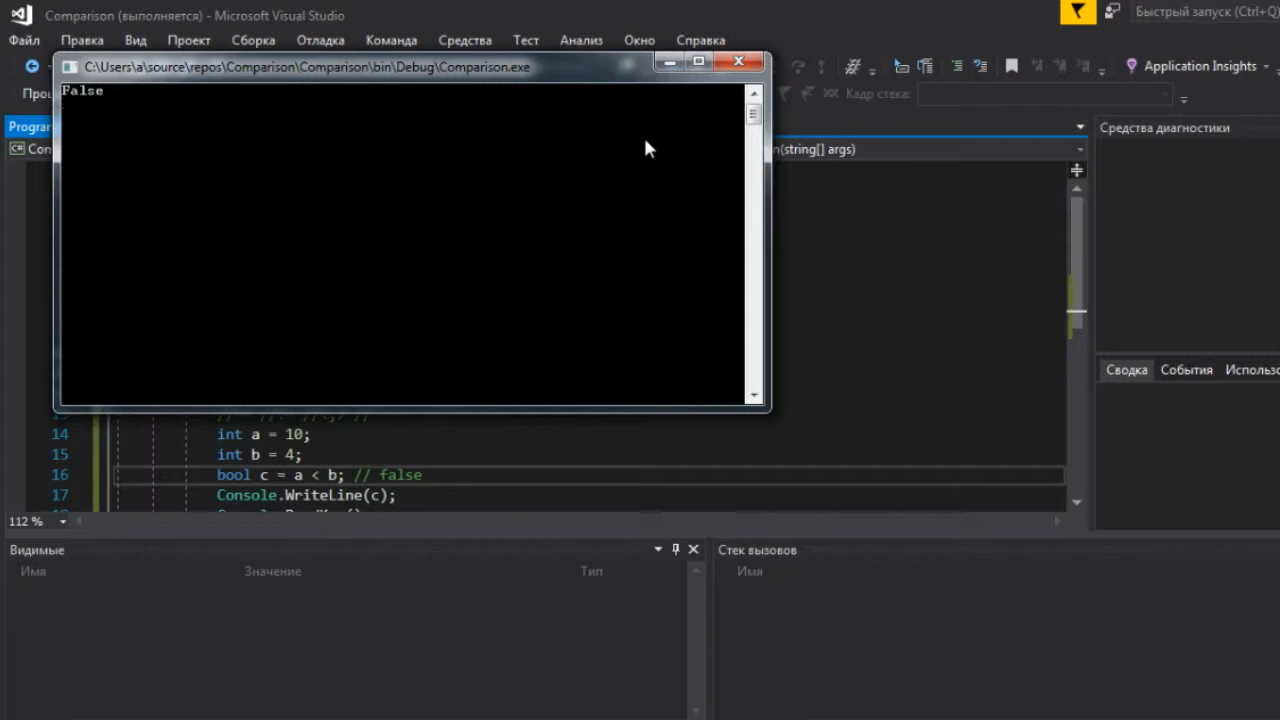 Comparison (выполняется) - Microsoft Visual Studio
Быстрый запуск (Ctrl+Q)
Файл Правка Вид Проект Сборка Отладка Команда Средства Тест Анализ Окно Справка
C:\Users\a\source\repos\Comparison\Comparison\bin\Debug\Comparison.exe
Application Insights
Кадр стека:
False
Средства диагностики
C#
(string[] args)
Сводка События
14 int a = 10;
15 int b = 4;
16 bool c = a < b; // false
17 Console.WriteLine(c);
112 %
Видимые
Имя Значение Тип
Стек вызовов
Имя